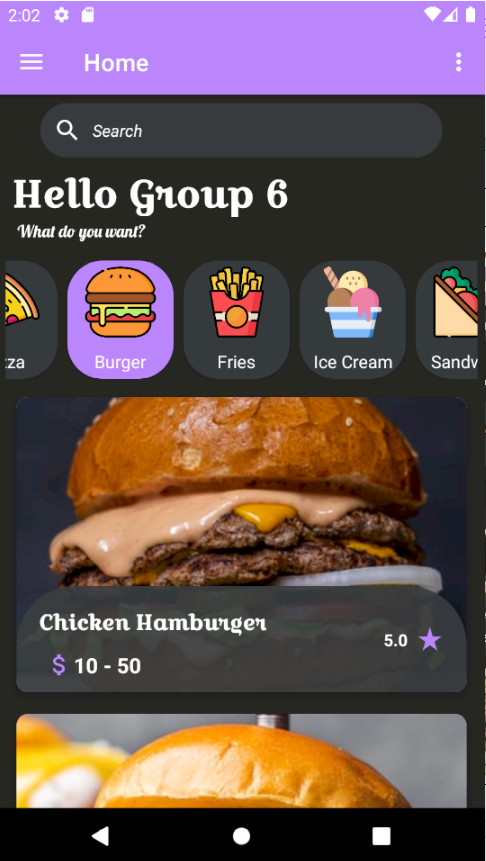 2:02
Home
Search
Hello Group 6
What do you want?
zza
Burger
Fries
Ice Cream
Sandw
Chicken Hamburger
5.0
$ 10 - 50